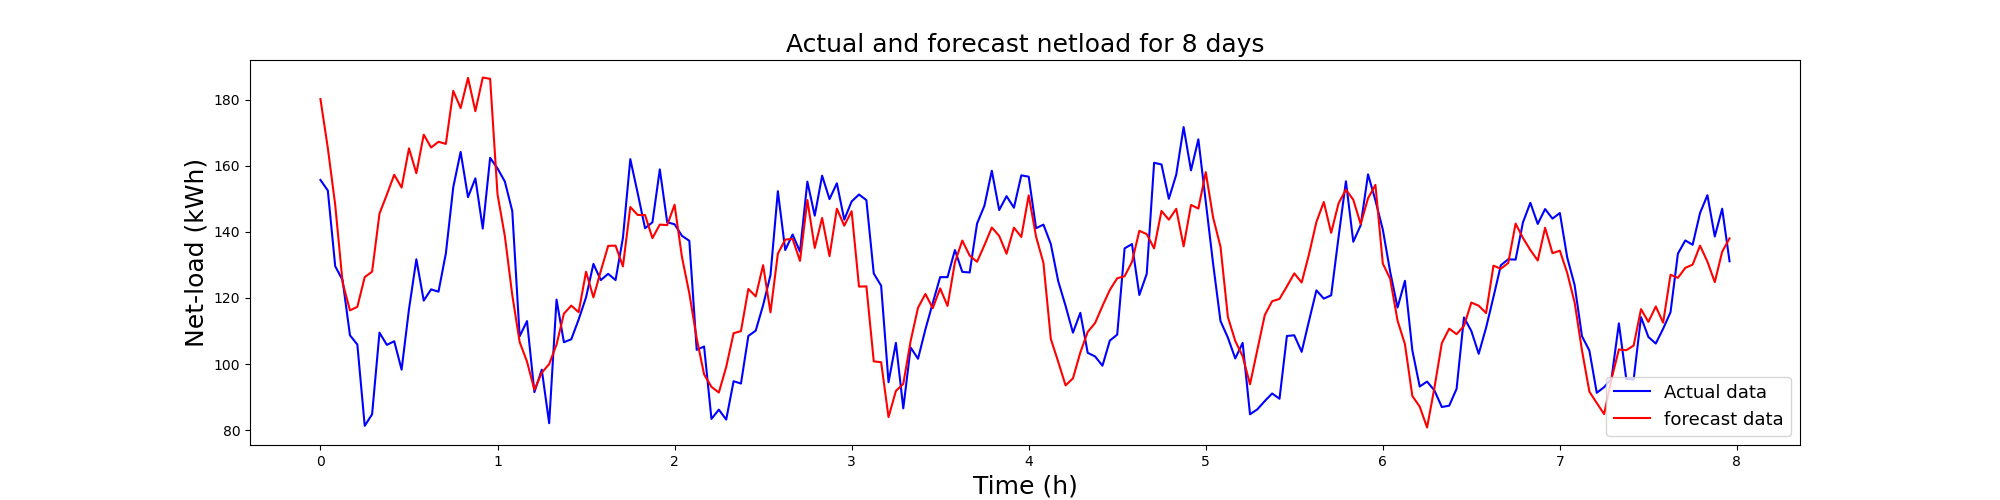 Actual and forecast netload for 8 days
Net-load (kWh)
180
160
140
120
100
80
0 1 2 3 4 5 6 7 8
Time (h)
Actual data
forecast data